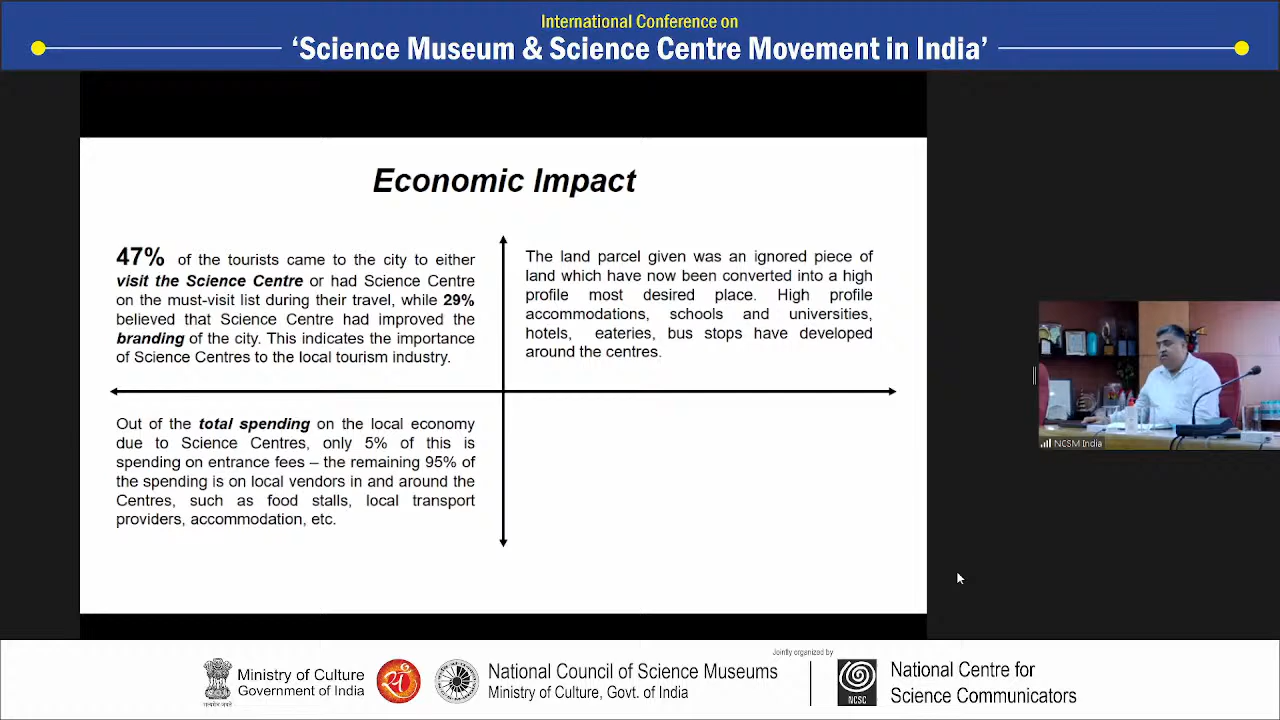 International Conference on
‘Science Museum & Science Centre Movement in India’
Economic Impact
47% of the tourists came to the city to either
visit the Science Centre or had Science Centre
on the must-visit list during their travel, while 29%
believed that Science Centre had improved the
branding of the city. This indicates the importance
of Science Centres to the local tourism industry.
The land parcel given was an ignored piece of
land which have now been converted into a high
profile most desired place. High profile
accommodations, schools and universities,
hotels, eateries, bus stops have developed
around the centres.
Out of the total spending on the local economy
due to Science Centres, only 5% of this is
spending on entrance fees – the remaining 95% of
the spending is on local vendors in and around the
Centres, such as food stalls, local transport
providers, accommodation, etc.
NCSM India
Ministry of Culture
Government of India
सत्यमेव जयते
National Council of Science Museums
Ministry of Culture, Govt. of India
Jointly organized by
NCSC
National Centre for
Science Communicators